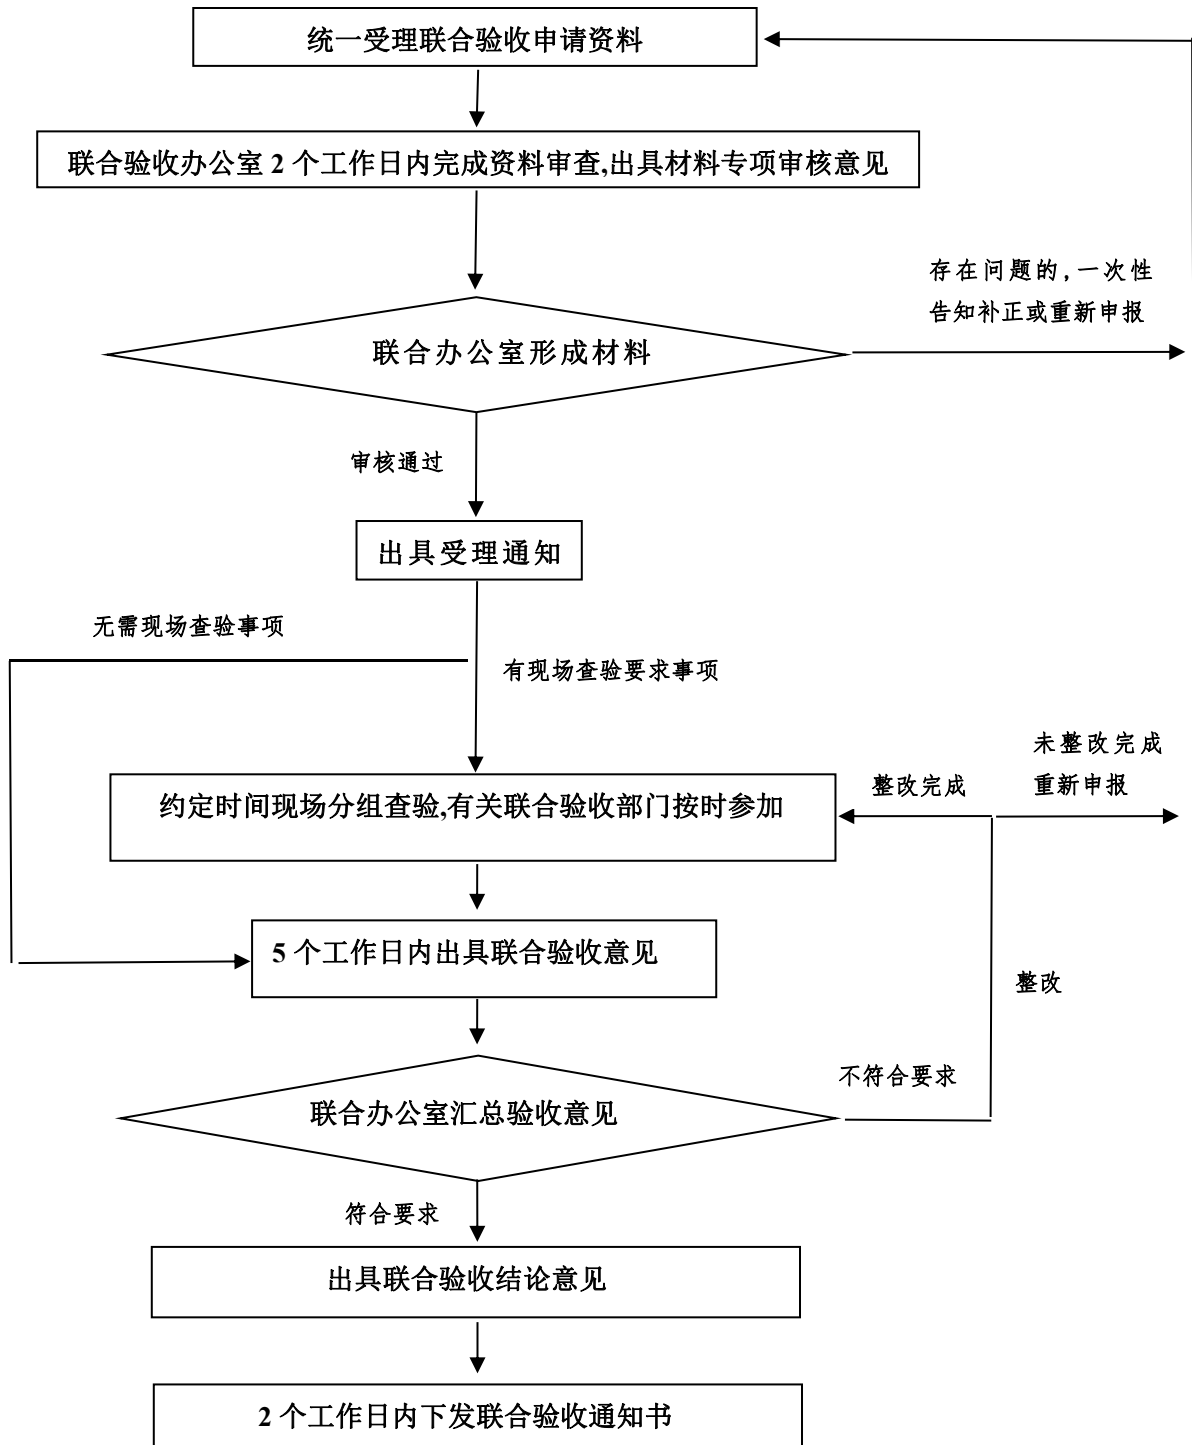 统一受理联合验收申请资料
联合验收办公室 2 个工作日内完成资料审查,出具材料专项审核意见
存在问题的,一次性
告知补正或重新申报
联合办公室形成材料
审核通过
出具受理通知
无需现场查验事项
有现场查验要求事项
未整改完成
重新申报
整改完成
约定时间现场分组查验,有关联合验收部门按时参加
5 个工作日内出具联合验收意见
整改
不符合要求
联合办公室汇总验收意见
符合要求
出具联合验收结论意见
2 个工作日内下发联合验收通知书